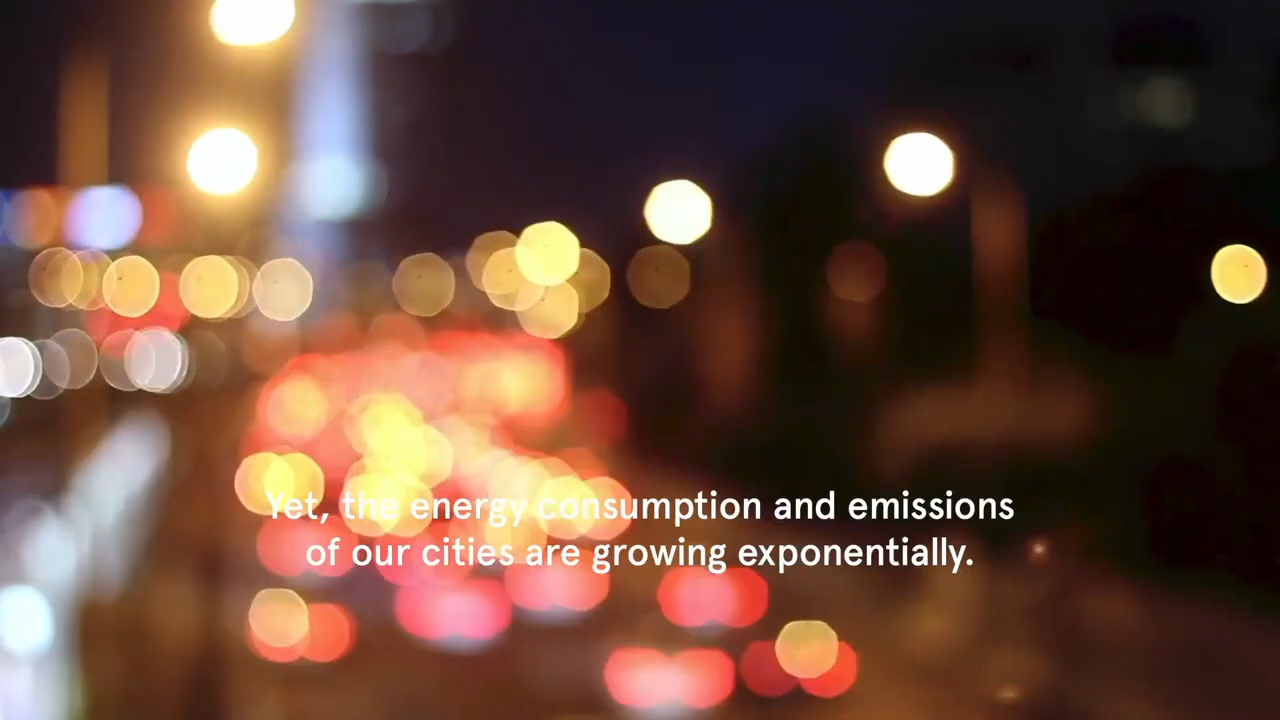 Yet, the energy consumption and emissions
of our cities are growing exponentially.